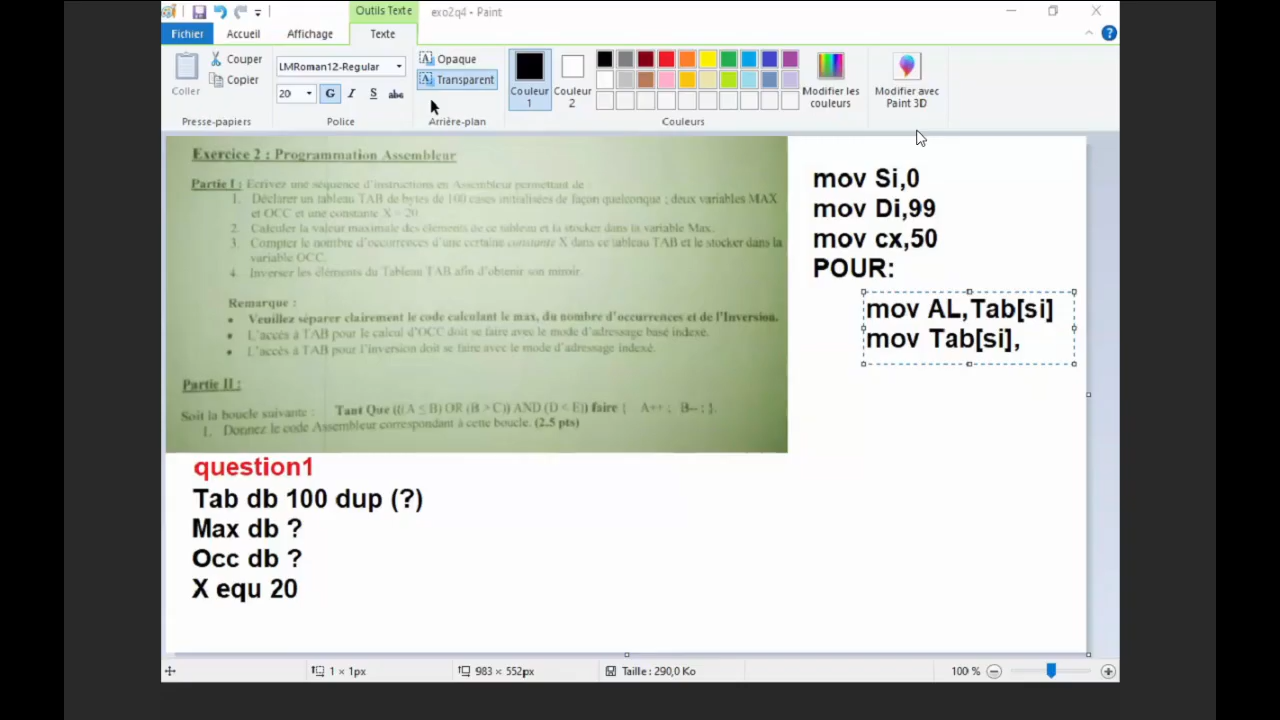 Outils Texte
exo2q4 - Paint
Fichier
Accueil
Affichage
Texte
Coller
Couper
Copier
Presse-papiers
LMRoman12-Regular
20
G I S abc
Police
Opaque
Transparent
Arrière-plan
Couleur 1
Couleur 2
Couleurs
Modifier les couleurs
Modifier avec Paint 3D
Exercice 2 : Programmation Assembleur
Partie I : Ecrivez une séquence d'instructions en Assembleur permettant de
1. Déclarer un tableau TAB de bytes de 100 cases initialisées de façon quelconque ; deux variables MAX
et OCC et une constante X = 20.
2. Calculer la valeur maximale des éléments de ce tableau et la stocker dans la variable Max.
3. Compter le nombre d'occurrences d'une certaine constante X dans ce tableau TAB et le stocker dans la
variable OCC.
4. Inverser les éléments du Tableau TAB afin d'obtenir son miroir.
Remarque :
• Veuillez séparer clairement le code calculant le max, du nombre d'occurrences et de l'Inversion.
• L'accès à TAB pour le calcul d'OCC doit se faire avec le mode d'adressage basé indexé.
• L'accès à TAB pour l'inversion doit se faire avec le mode d'adressage indexé.
Partie II :
Soit la boucle suivante : Tant Que (((A ≤ B) OR (B > C)) AND (D < E)) faire { A++ ; B-- ; }.
1. Donnez le code Assembleur correspondant à cette boucle. (2.5 pts)
question1
Tab db 100 dup (?)
Max db ?
Occ db ?
X equ 20
mov Si,0
mov Di,99
mov cx,50
POUR:
mov AL,Tab[si]
mov Tab[si],
1 × 1px
983 × 552px
Taille : 290,0 Ko
100 %